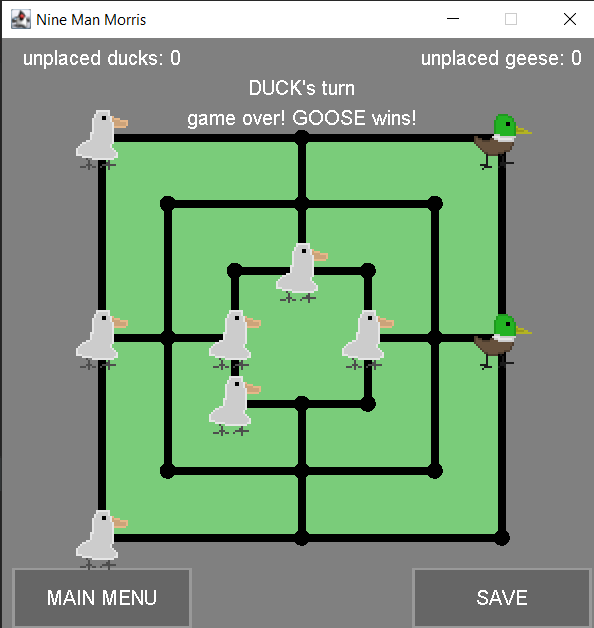 Nine Man Morris
unplaced ducks: 0
unplaced geese: 0
DUCK's turn
game over! GOOSE wins!
MAIN MENU
SAVE